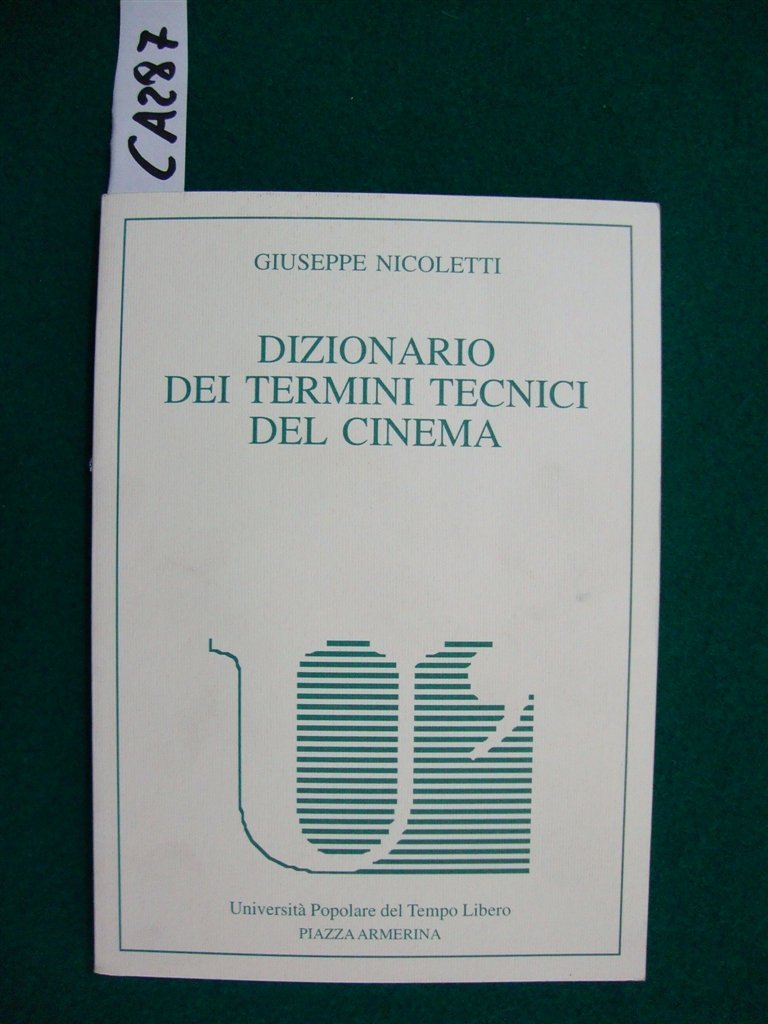 CA287
GIUSEPPE NICOLETTI
DIZIONARIO
DEI TERMINI TECNICI
DEL CINEMA
Università Popolare del Tempo Libero
PIAZZA ARMERINA